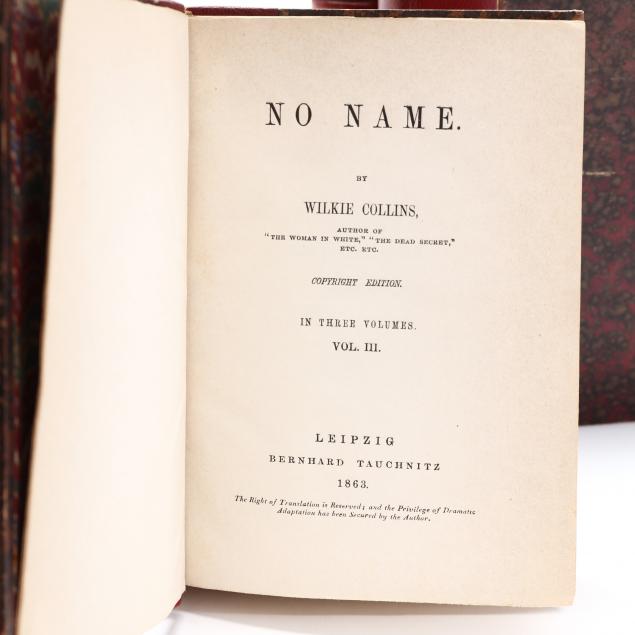 NO NAME.
BY
WILKIE COLLINS,
AUTHOR OF
"THE WOMAN IN WHITE," "THE DEAD SECRET,"
ETC. ETC.
COPYRIGHT EDITION.
IN THREE VOLUMES.
VOL. III.
LEIPZIG
BERNHARD TAUCHNITZ
1863.
The Right of Translation is Reserved; and the Privilege of Dramatic
Adaptation has been Secured by the Author.